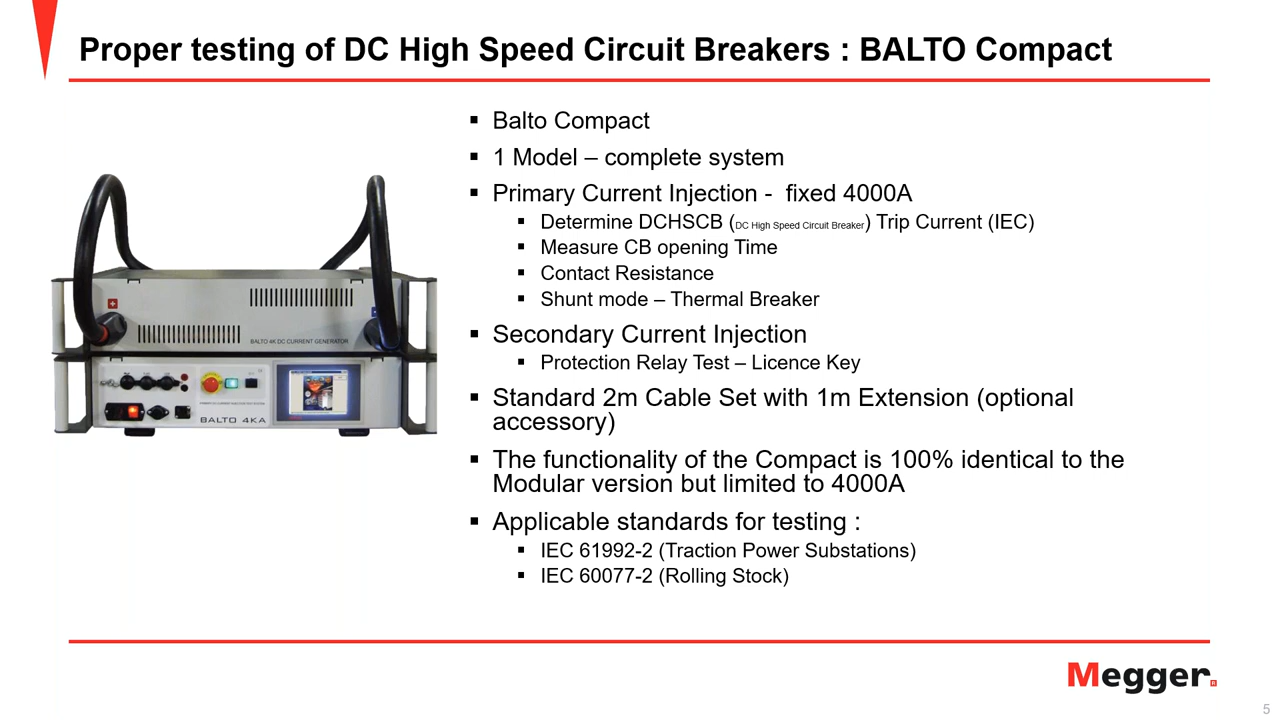 Proper testing of DC High Speed Circuit Breakers : BALTO Compact
Balto Compact
1 Model – complete system
Primary Current Injection - fixed 4000A
Determine DCHSCB (DC High Speed Circuit Breaker) Trip Current (IEC)
Measure CB opening Time
Contact Resistance
Shunt mode – Thermal Breaker
Secondary Current Injection
Protection Relay Test – Licence Key
Standard 2m Cable Set with 1m Extension (optional
accessory)
The functionality of the Compact is 100% identical to the
Modular version but limited to 4000A
Applicable standards for testing :
IEC 61992-2 (Traction Power Substations)
IEC 60077-2 (Rolling Stock)
BALTO 4K DC CURRENT GENERATOR
BALTO 4KA
Megger
5